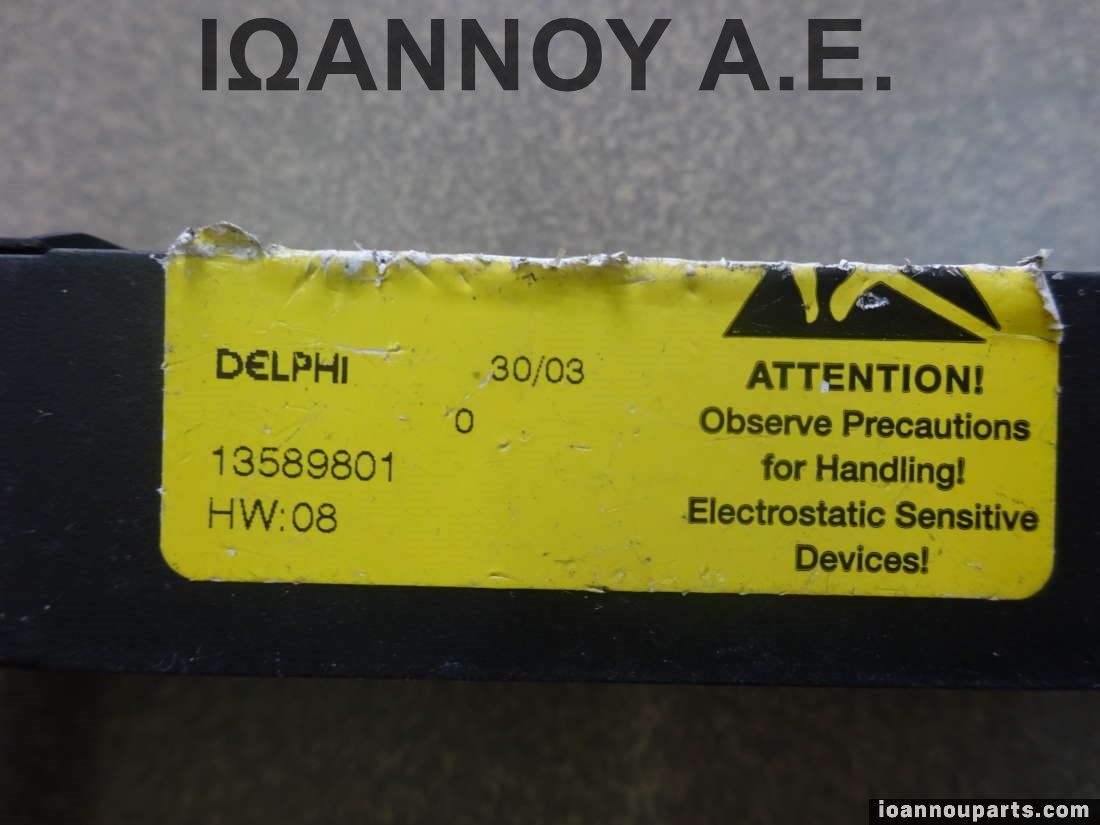 ΙΩΑΝΝΟΥ Α.Ε.
DELPHI 30/03
0
13589801
HW:08
ATTENTION!
Observe Precautions
for Handling!
Electrostatic Sensitive
Devices!
ioannouparts.com